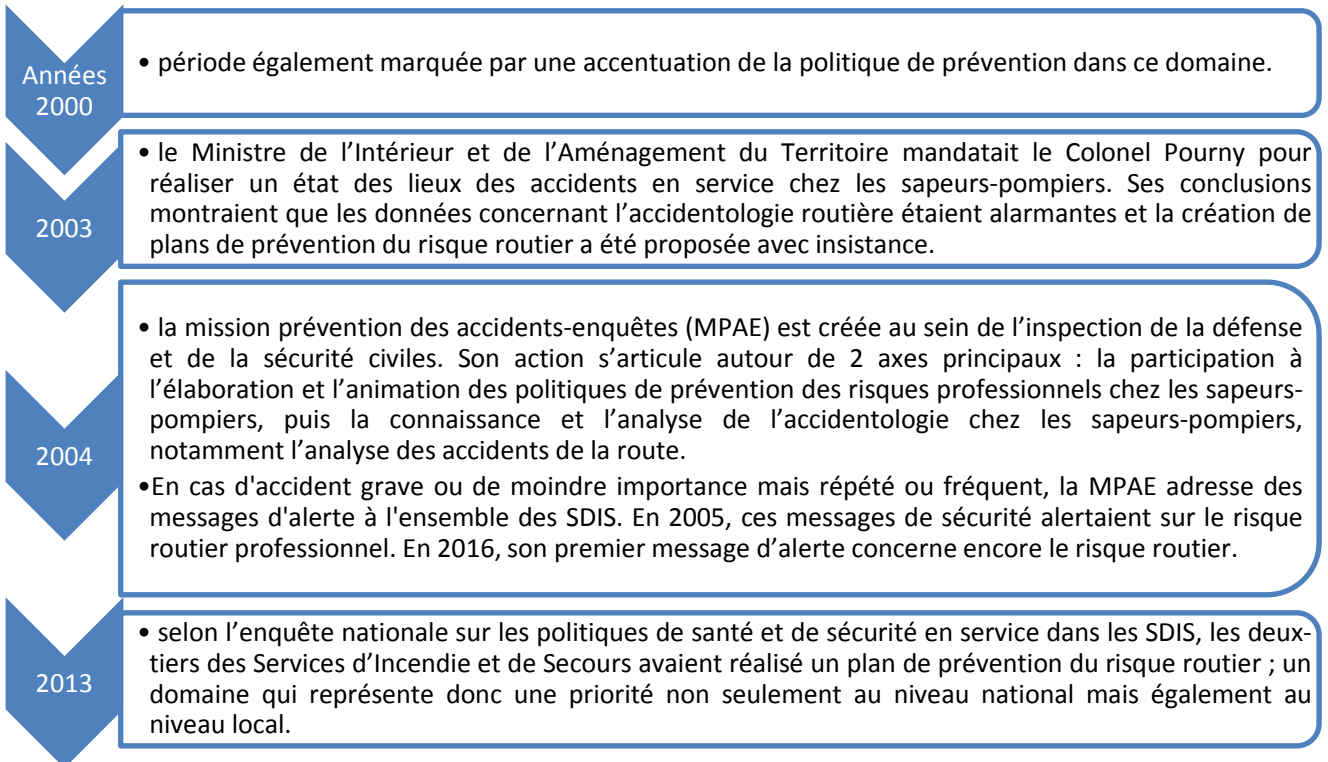 Années
2000
• période également marquée par une accentuation de la politique de prévention dans ce domaine.
2003
• le Ministre de l’Intérieur et de l’Aménagement du Territoire mandatait le Colonel Pourny pour
réaliser un état des lieux des accidents en service chez les sapeurs-pompiers. Ses conclusions
montraient que les données concernant l’accidentologie routière étaient alarmantes et la création de
plans de prévention du risque routier a été proposée avec insistance.
2004
• la mission prévention des accidents-enquêtes (MPAE) est créée au sein de l’inspection de la défense
et de la sécurité civiles. Son action s’articule autour de 2 axes principaux : la participation à
l’élaboration et l’animation des politiques de prévention des risques professionnels chez les sapeurs-
pompiers, puis la connaissance et l’analyse de l’accidentologie chez les sapeurs-pompiers,
notamment l’analyse des accidents de la route.
•En cas d'accident grave ou de moindre importance mais répété ou fréquent, la MPAE adresse des
messages d'alerte à l'ensemble des SDIS. En 2005, ces messages de sécurité alertaient sur le risque
routier professionnel. En 2016, son premier message d’alerte concerne encore le risque routier.
2013
• selon l’enquête nationale sur les politiques de santé et de sécurité en service dans les SDIS, les deux-
tiers des Services d’Incendie et de Secours avaient réalisé un plan de prévention du risque routier ; un
domaine qui représente donc une priorité non seulement au niveau national mais également au
niveau local.